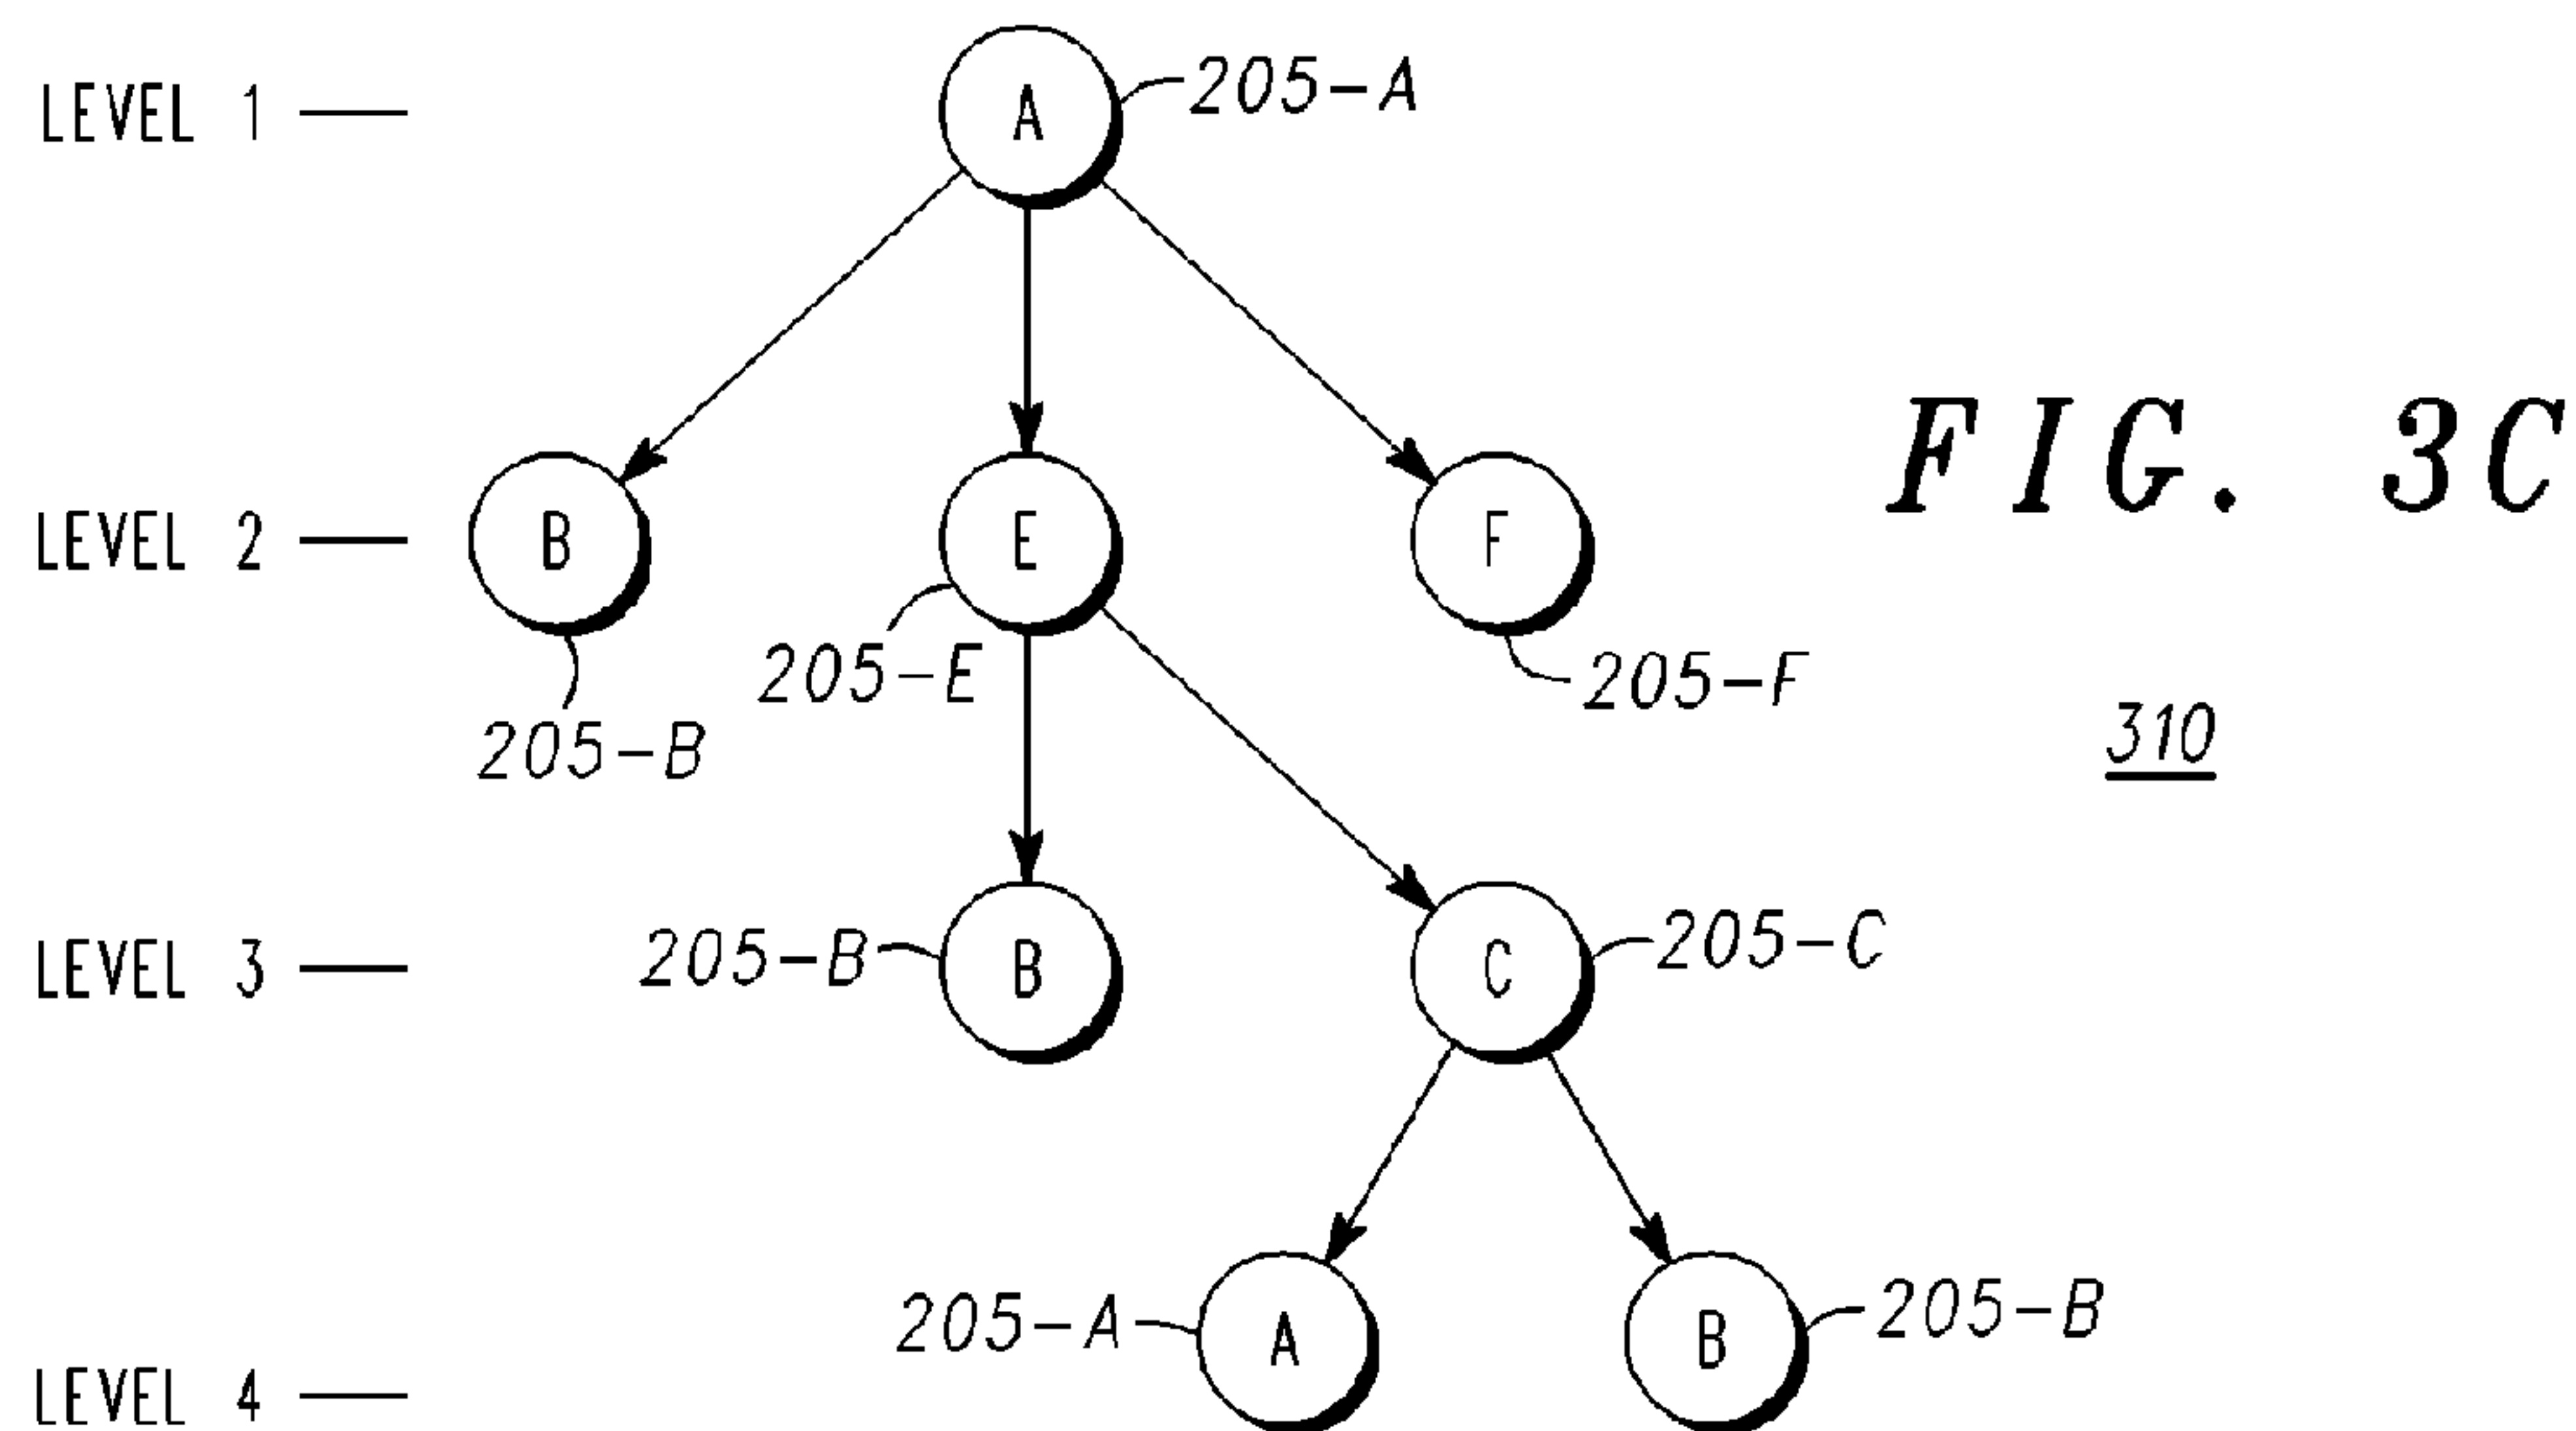 LEVEL 1
A
205-A
LEVEL 2
B
E
F
FIG. 3C
205-E
205-F
205-B
310
LEVEL 3
205-B
B
C
205-C
205-A
A
B
205-B
LEVEL 4